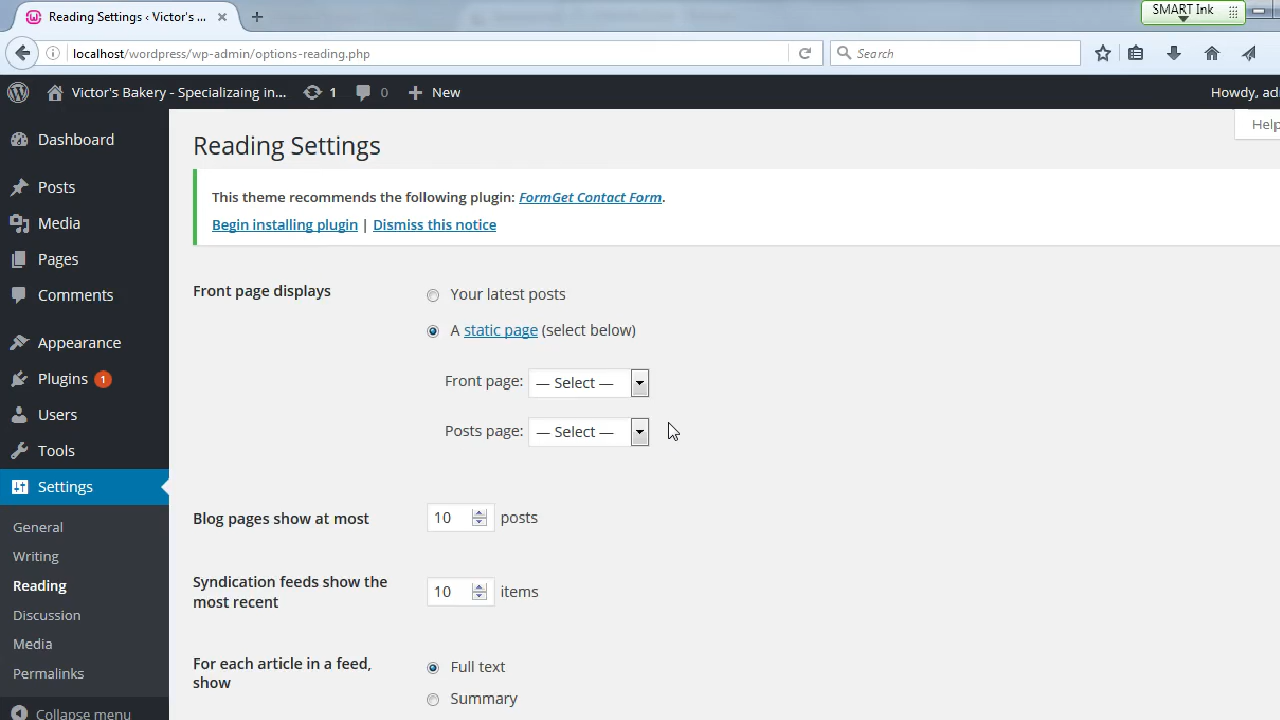 Reading Settings ‹ Victor's ...
SMART Ink
localhost/wordpress/wp-admin/options-reading.php
Search
Victor's Bakery - Specializaing in...
1
0
New
Howdy, ad
Help
Dashboard
Posts
Media
Pages
Comments
Appearance
Plugins 1
Users
Tools
Settings
General
Writing
Reading
Discussion
Media
Permalinks
Collapse menu
Reading Settings
This theme recommends the following plugin: FormGet Contact Form.
Begin installing plugin | Dismiss this notice
Front page displays
Your latest posts
A static page (select below)
Front page: — Select —
Posts page: — Select —
Blog pages show at most
10 posts
Syndication feeds show the
most recent
10 items
For each article in a feed,
show
Full text
Summary